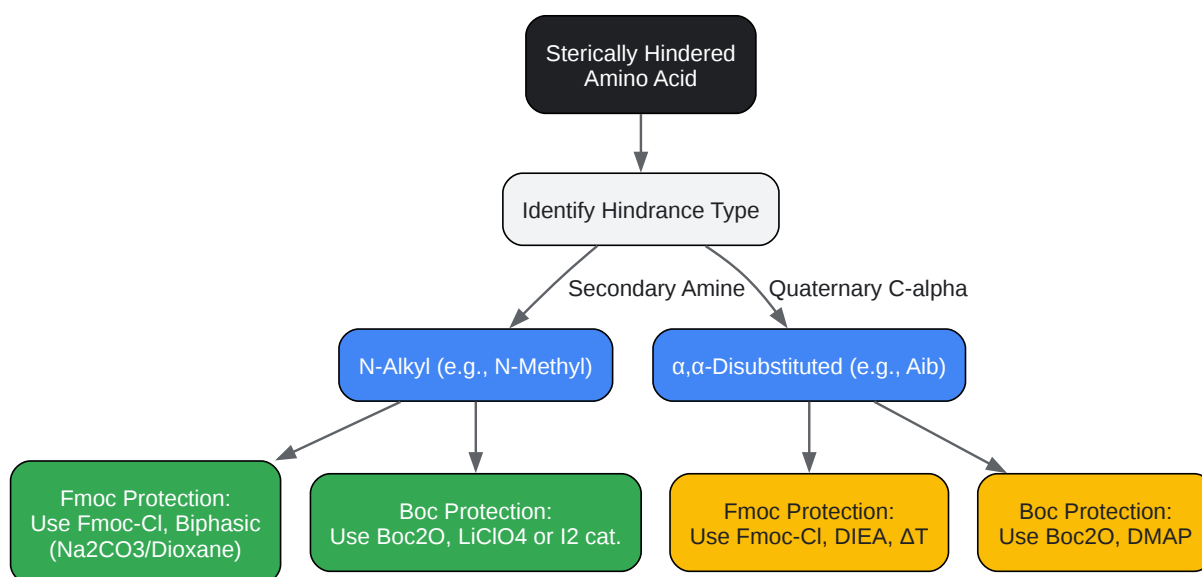 Sterically Hindered
Amino Acid
Identify Hindrance Type
Secondary Amine
Quaternary C-alpha
N-Alkyl (e.g., N-Methyl)
α,α-Disubstituted (e.g., Aib)
Fmoc Protection:
Use Fmoc-Cl, Biphasic
(Na2CO3/Dioxane)
Boc Protection:
Use Boc2O, LiClO4 or I2 cat.
Fmoc Protection:
Use Fmoc-Cl, DIEA, ΔT
Boc Protection:
Use Boc2O, DMAP